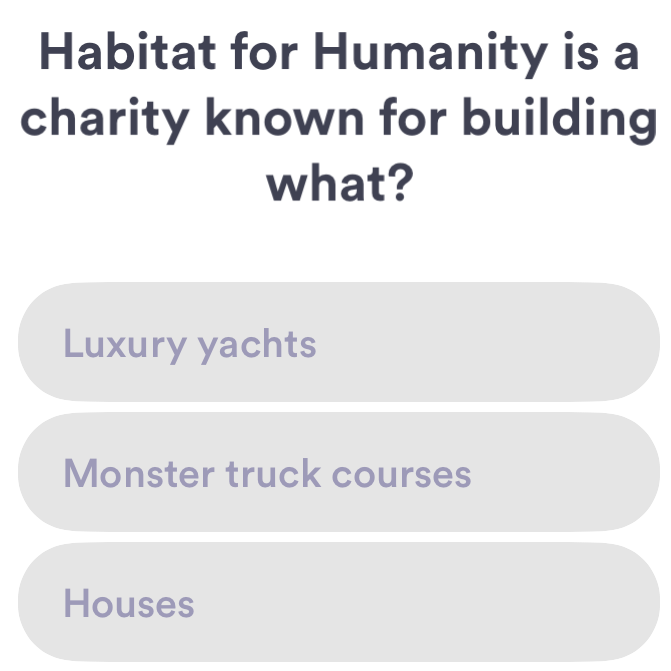 Habitat for Humanity is a
charity known for building
what?
Luxury yachts
Monster truck courses
Houses